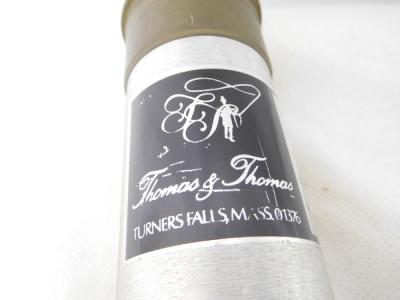 Thomas & Thomas
TURNERS FALLS, MASS. 01376